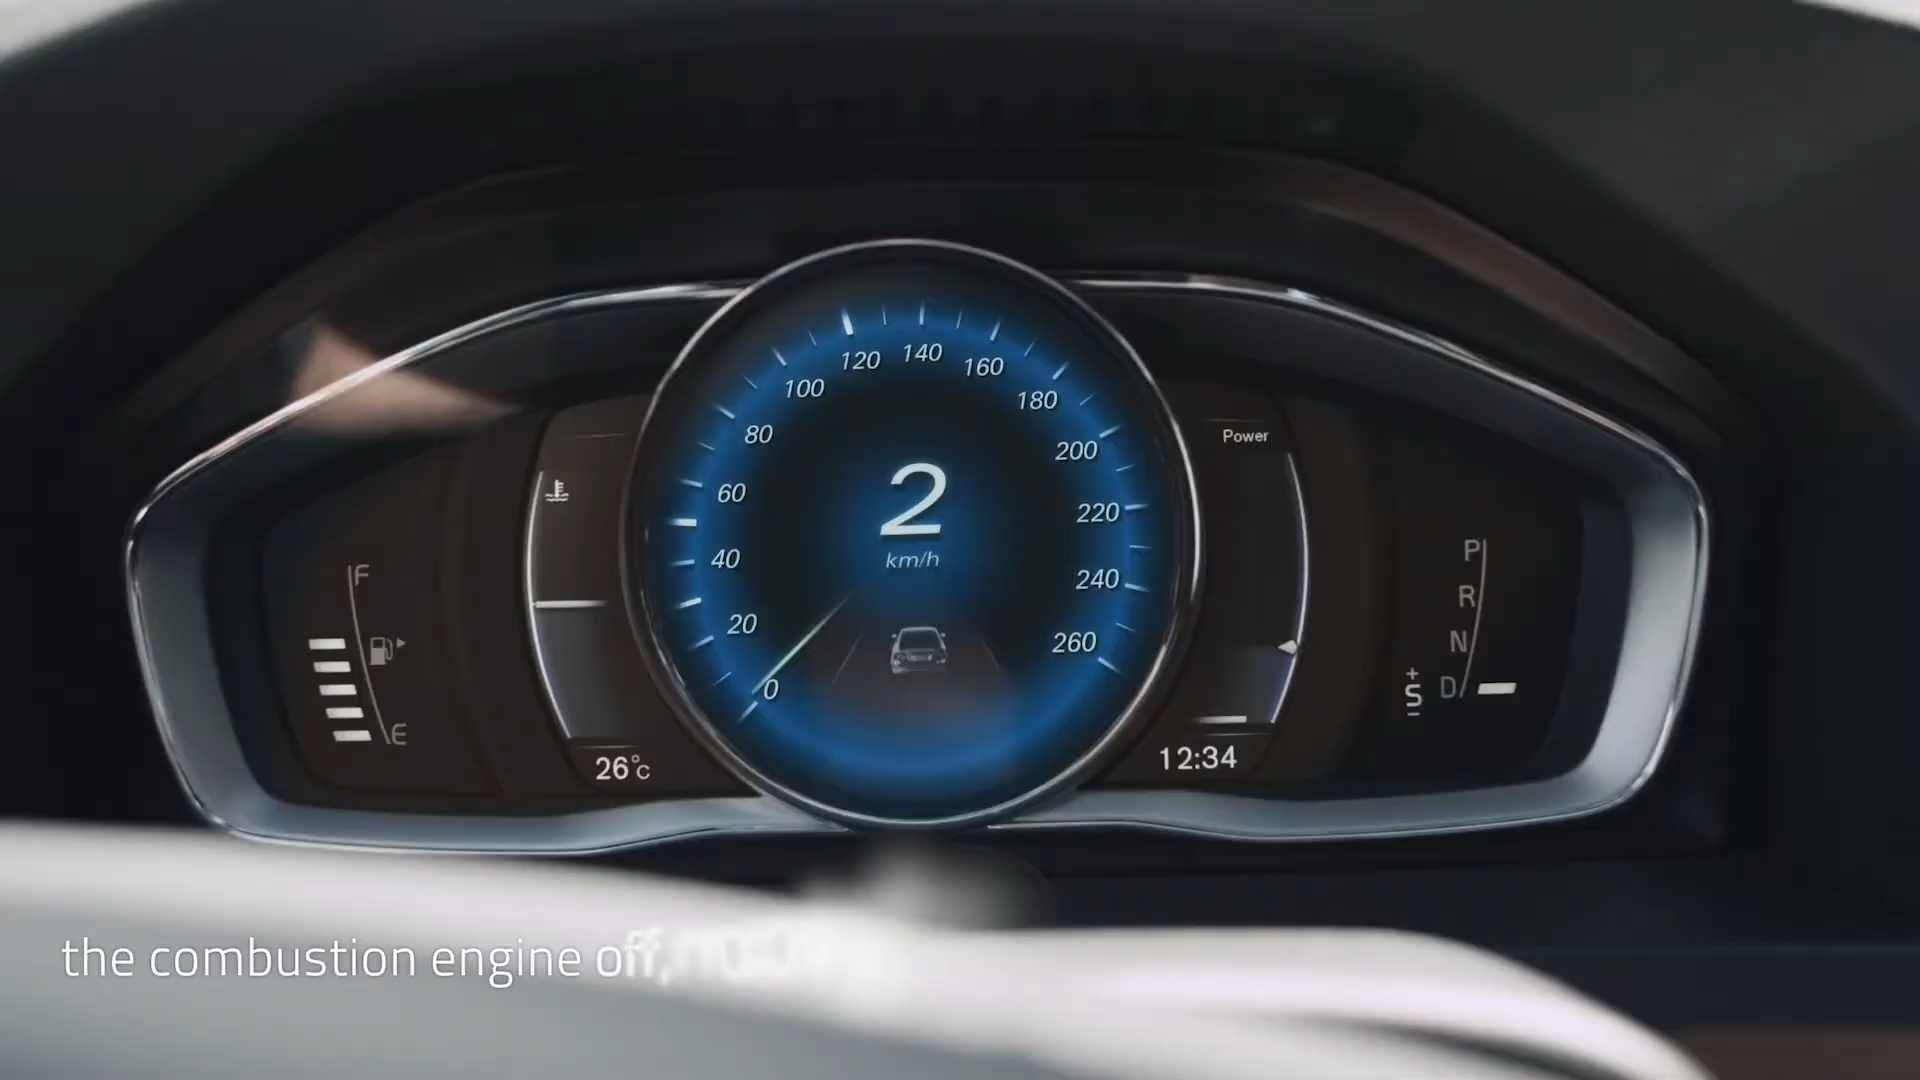 120 140 160
100 180
80 200
60 220
40 240
20 260
0
2
km/h
Power
F
E
26°C
12:34
P
R
N
D
+
S
-
the combustion engine off,